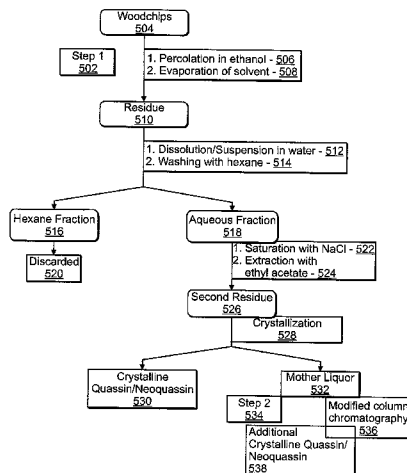 Woodchips
504
Step 1
502
1. Percolation in ethanol - 506
2. Evaporation of solvent - 508
Residue
510
1. Dissolution/Suspension in water - 512
2. Washing with hexane - 514
Hexane Fraction
516
Aqueous Fraction
518
Discarded
520
1. Saturation with NaCl - 522
2. Extraction with
ethyl acetate - 524
Second Residue
526
Crystallization
528
Crystalline
Quassin/Neoquassin
530
Mother Liquor
532
Step 2
534
Modified column
chromatography
536
Additional
Crystalline Quassin/
Neoquassin
538